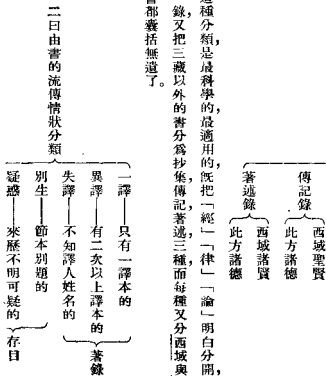 傳記錄
西域聖賢
此方諸德
著述錄
西域諸賢
此方諸德
這種分類,是最科學的,最適用的,旣把「經」「律」「論」明白分開,
錄,又把三藏以外的書分爲抄集,傳記,著述,三種,而每種又分西域與
書都囊括無遺了。
二曰由書的流傳情狀分類
一譯——只有一譯本的
異譯——有二次以上譯本的
失譯——不知譯人姓名的
著錄
別生——節本別題的
疑惑——來歷不明可疑的
存目